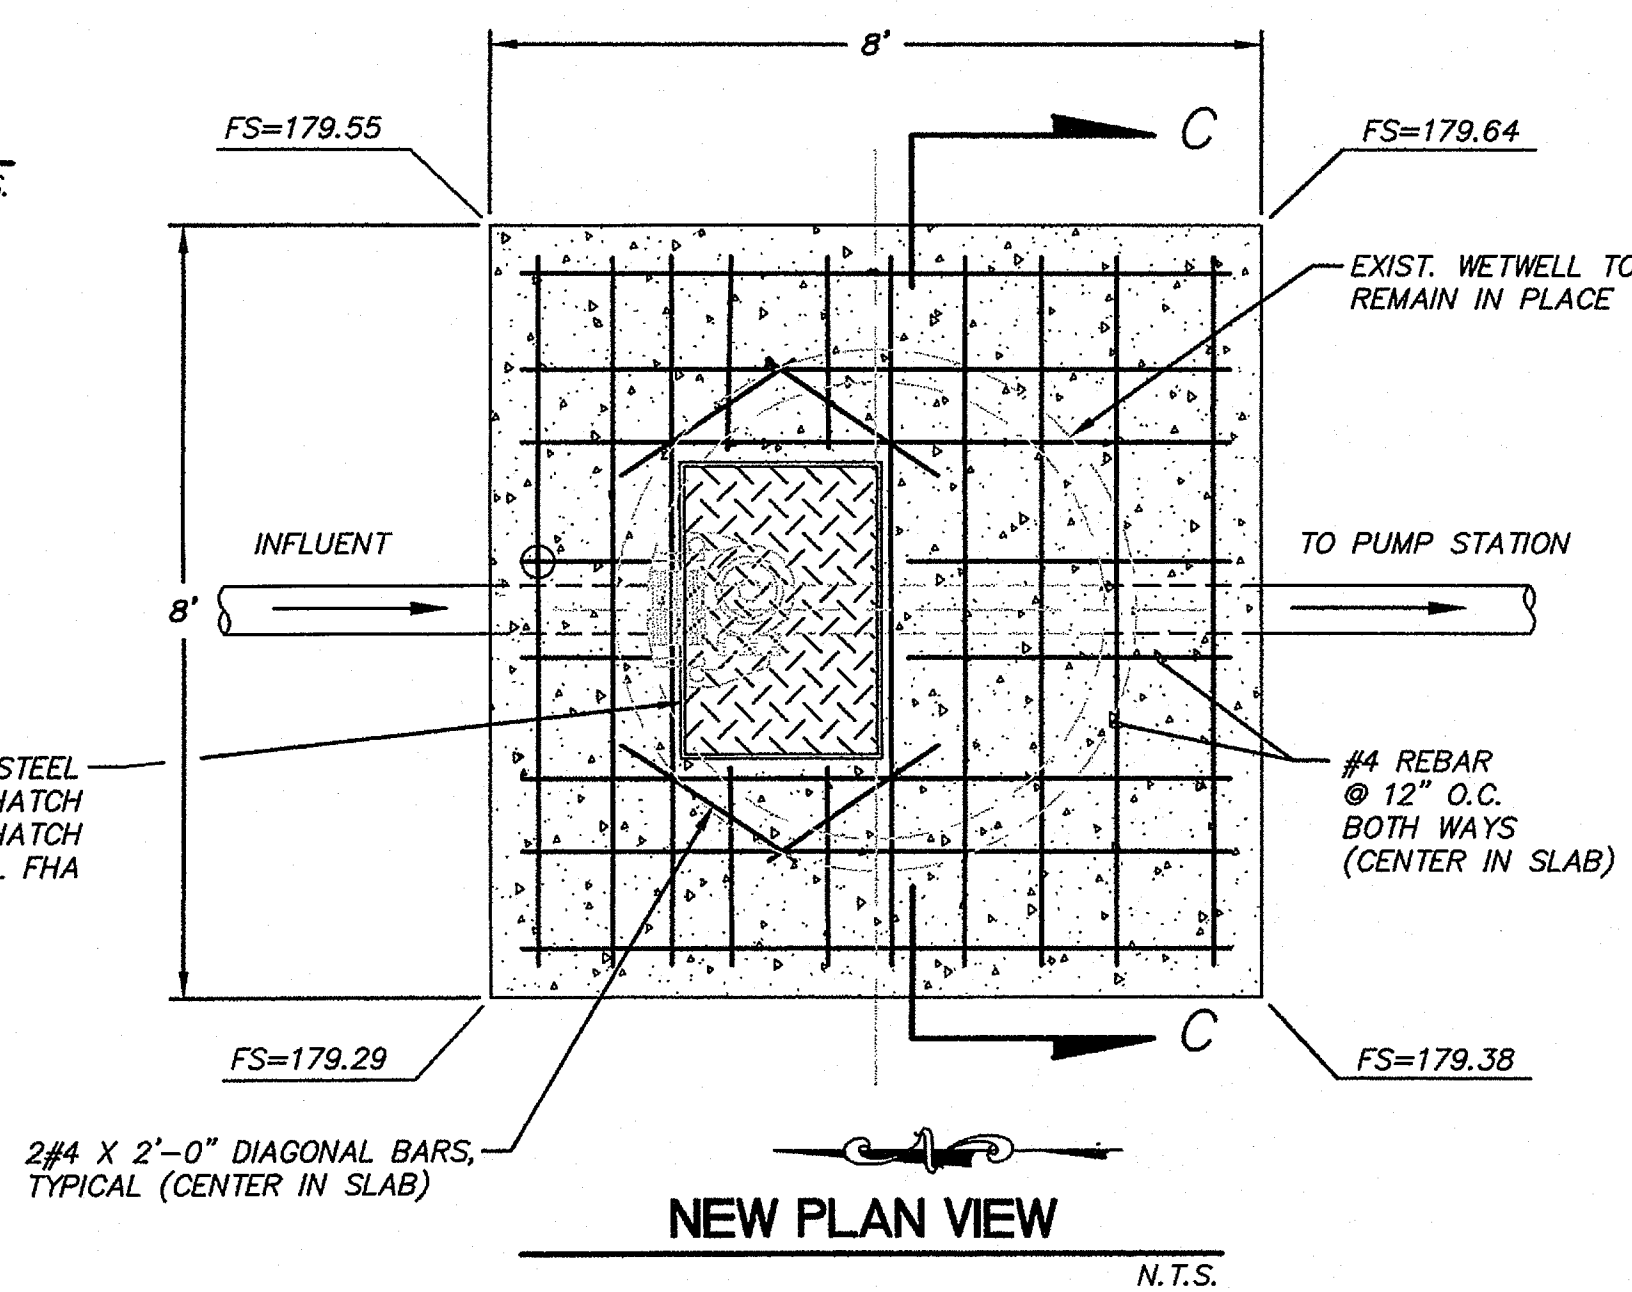 8'
FS=179.55
C
FS=179.64
EXIST. WETWELL TO
REMAIN IN PLACE
INFLUENT
TO PUMP STATION
8'
STEEL
HATCH
HATCH
FHA
#4 REBAR
@ 12" O.C.
BOTH WAYS
(CENTER IN SLAB)
C
FS=179.29
FS=179.38
2#4 X 2'-0" DIAGONAL BARS,
TYPICAL (CENTER IN SLAB)
NEW PLAN VIEW
N.T.S.